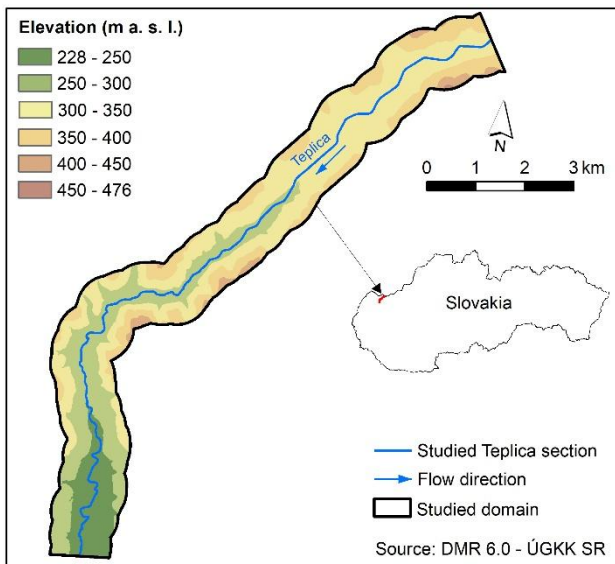 Elevation (m a. s. l.)
228 - 250
250 - 300
300 - 350
350 - 400
400 - 450
450 - 476
Teplica
N
0 1 2 3 km
Slovakia
Studied Teplica section
Flow direction
Studied domain
Source: DMR 6.0 - ÚGKK SR